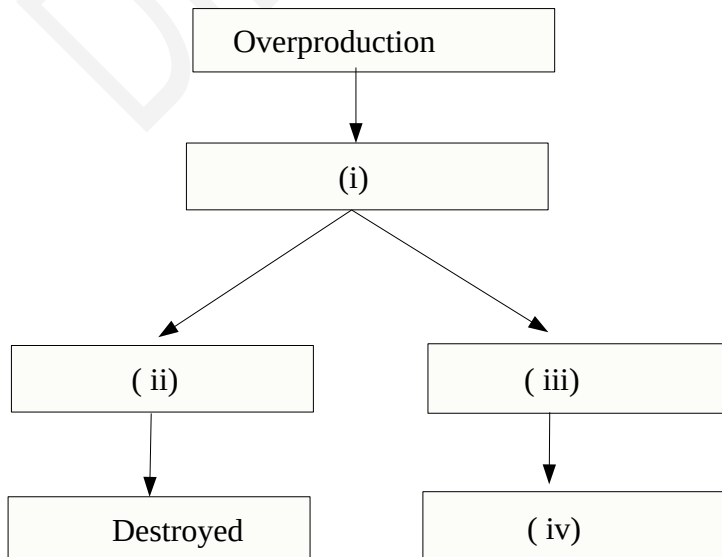 Overproduction
(i)
( ii)
( iii)
Destroyed
( iv)